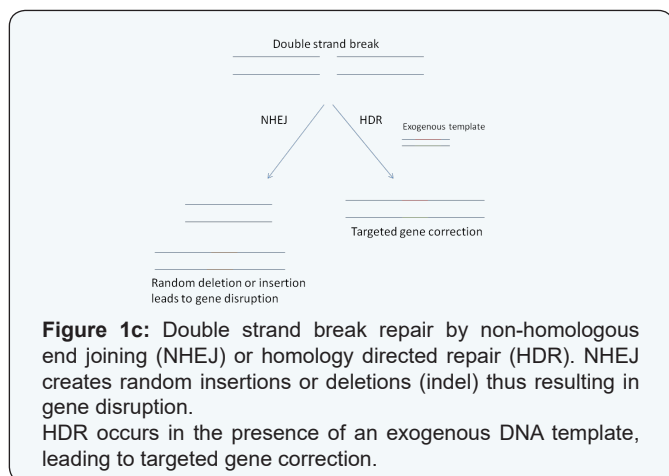 Double strand break
NHEJ
HDR
Exogenous template
Targeted gene correction
Random deletion or insertion
leads to gene disruption
Figure 1c: Double strand break repair by non-homologous
end joining (NHEJ) or homology directed repair (HDR). NHEJ
creates random insertions or deletions (indel) thus resulting in
gene disruption.
HDR occurs in the presence of an exogenous DNA template,
leading to targeted gene correction.